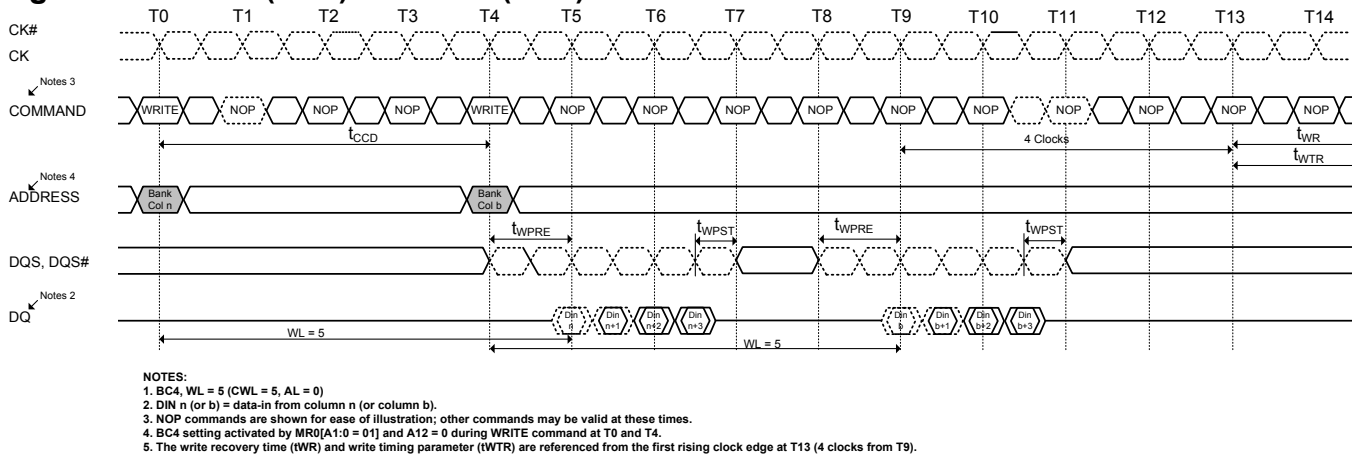 T0 T1 T2 T3 T4 T5 T6 T7 T8 T9 T10 T11 T12 T13 T14
CK#
CK
Notes 3
COMMAND WRITE NOP NOP NOP WRITE NOP NOP NOP NOP NOP NOP NOP NOP NOP NOP
tCCD
4 Clocks
tWR
tWTR
Notes 4
ADDRESS
Bank
Col n
Bank
Col b
tWPRE tWPST tWPRE tWPST
DQS, DQS#
Notes 2
DQ
Din
n
Din
n+1
Din
n+2
Din
n+3
Din
b
Din
b+1
Din
b+2
Din
b+3
WL = 5
WL = 5
NOTES:
1. BC4, WL = 5 (CWL = 5, AL = 0)
2. DIN n (or b) = data-in from column n (or column b).
3. NOP commands are shown for ease of illustration; other commands may be valid at these times.
4. BC4 setting activated by MR0[A1:0 = 01] and A12 = 0 during WRITE command at T0 and T4.
5. The write recovery time (tWR) and write timing parameter (tWTR) are referenced from the first rising clock edge at T13 (4 clocks from T9).